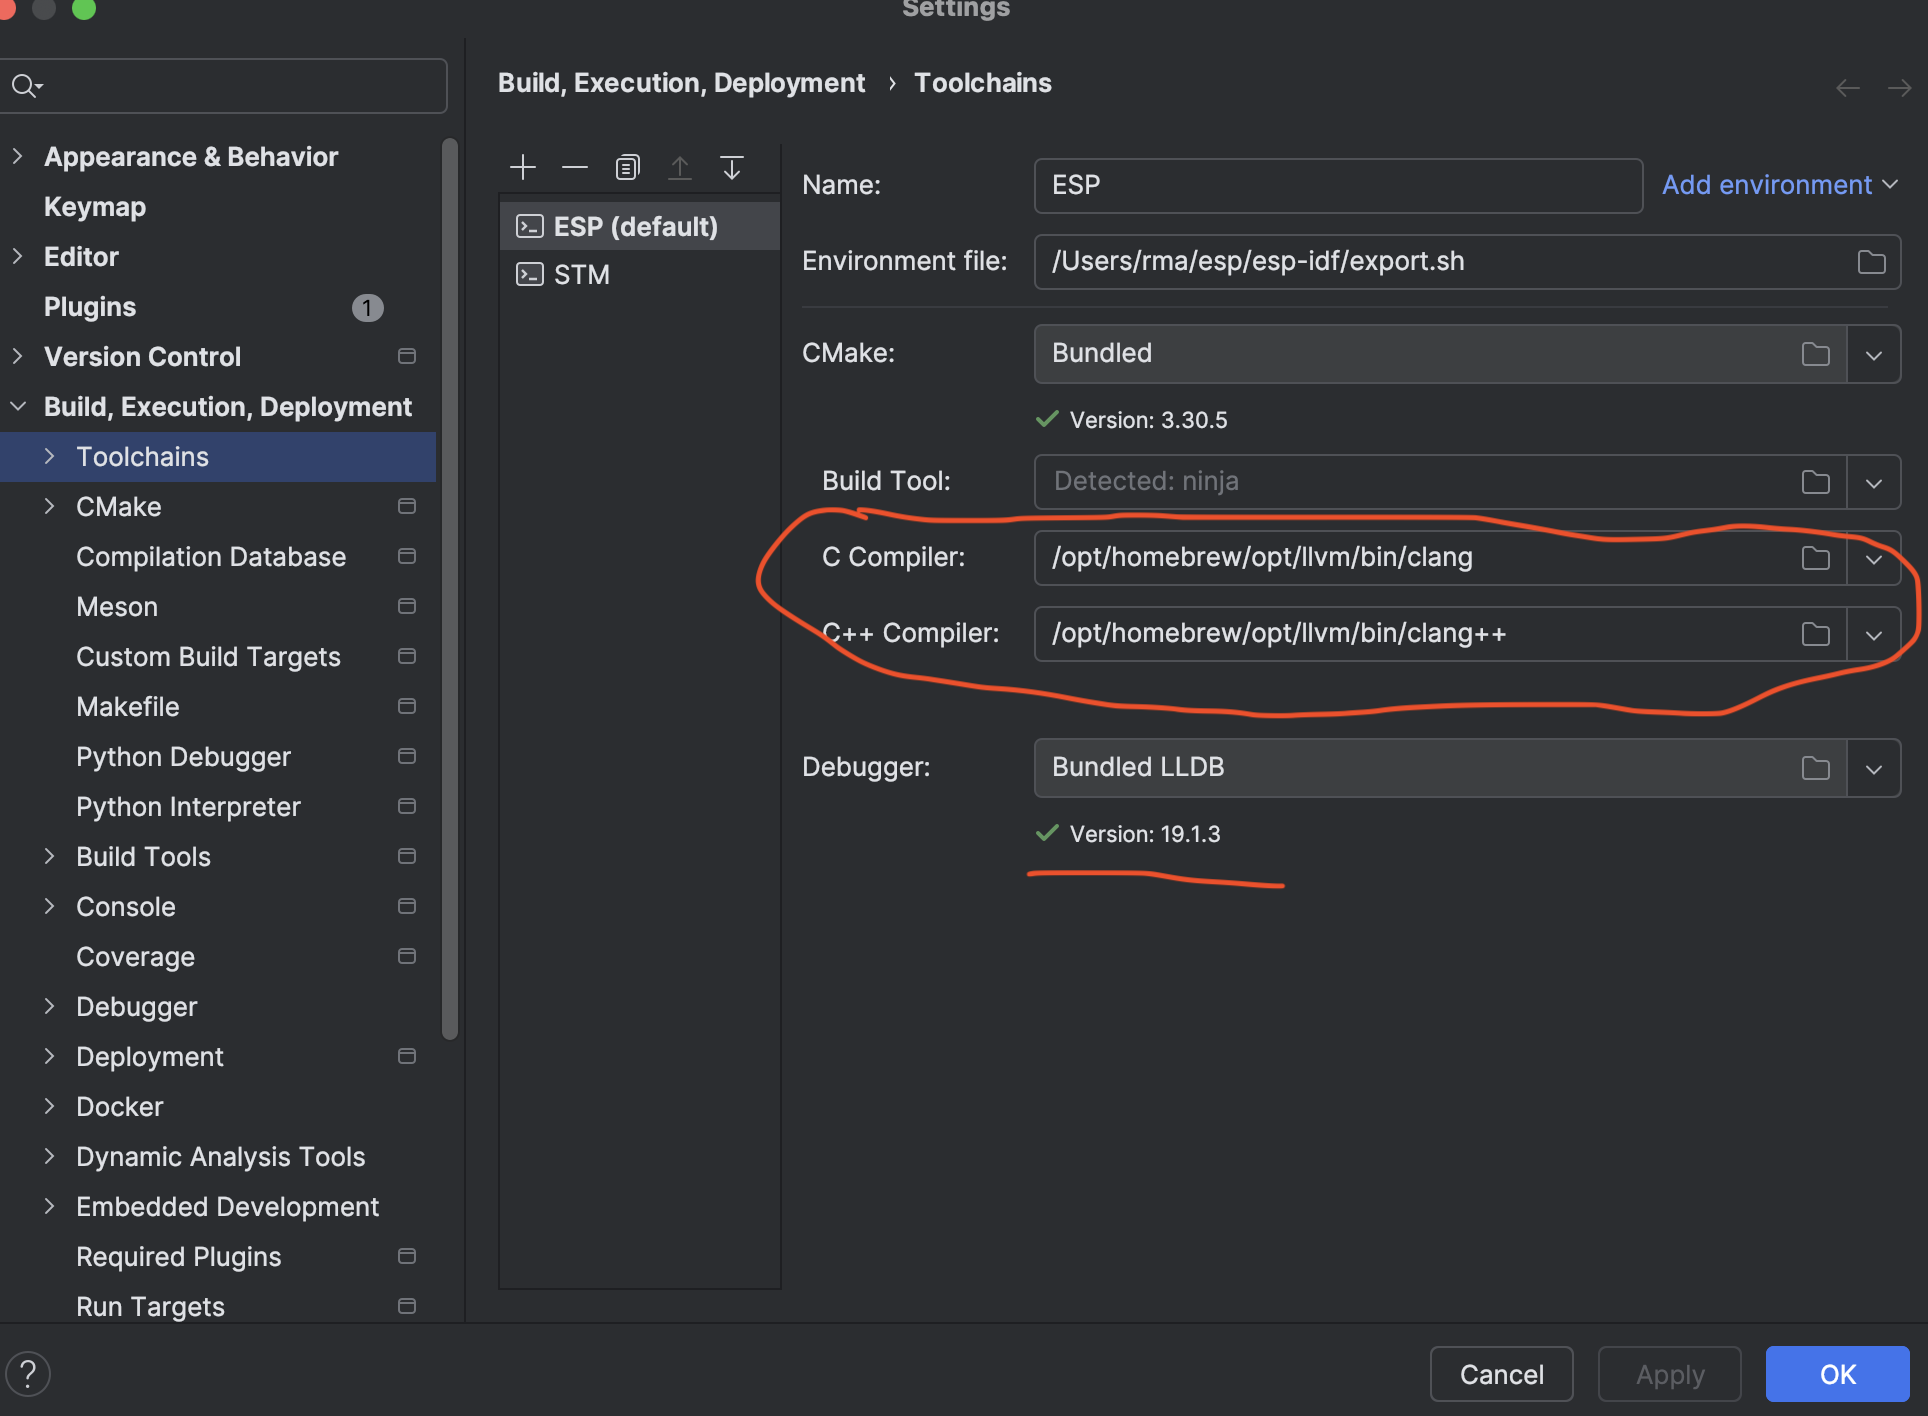 Settings
Build, Execution, Deployment › Toolchains
Appearance & Behavior
Keymap
Editor
Plugins 1
Version Control
Build, Execution, Deployment
Toolchains
CMake
Compilation Database
Meson
Custom Build Targets
Makefile
Python Debugger
Python Interpreter
Build Tools
Console
Coverage
Debugger
Deployment
Docker
Dynamic Analysis Tools
Embedded Development
Required Plugins
Run Targets
ESP (default)
STM
Name: ESP Add environment
Environment file: /Users/rma/esp/esp-idf/export.sh
CMake: Bundled
Version: 3.30.5
Build Tool: Detected: ninja
C Compiler: /opt/homebrew/opt/llvm/bin/clang
C++ Compiler: /opt/homebrew/opt/llvm/bin/clang++
Debugger: Bundled LLDB
Version: 19.1.3
? Cancel Apply OK